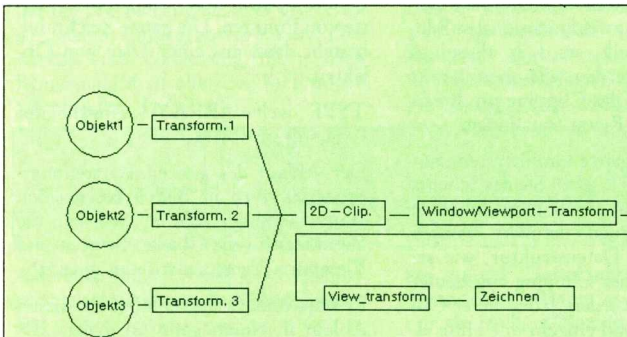 Objekt1 Transform.1
Objekt2 Transform. 2 2D-Clip. Window/Viewport-Transform
Objekt3 Transform. 3 View_transform Zeichnen